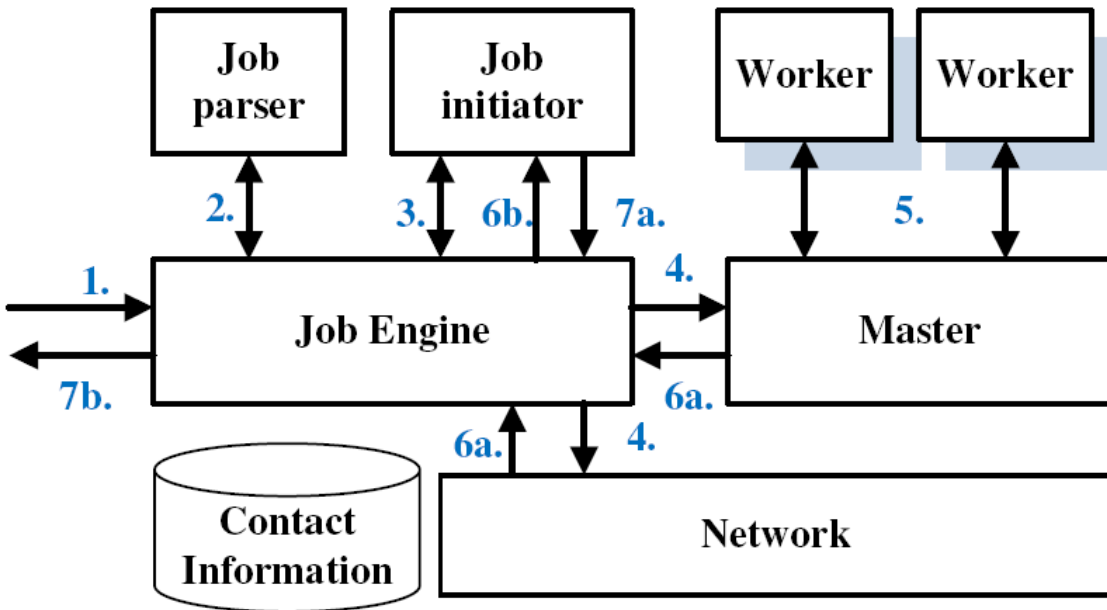 Job
parser
Job
initiator
Worker
Worker
2.
3.
6b.
7a.
5.
1.
4.
Job Engine
Master
7b.
6a.
6a.
4.
Contact
Information
Network